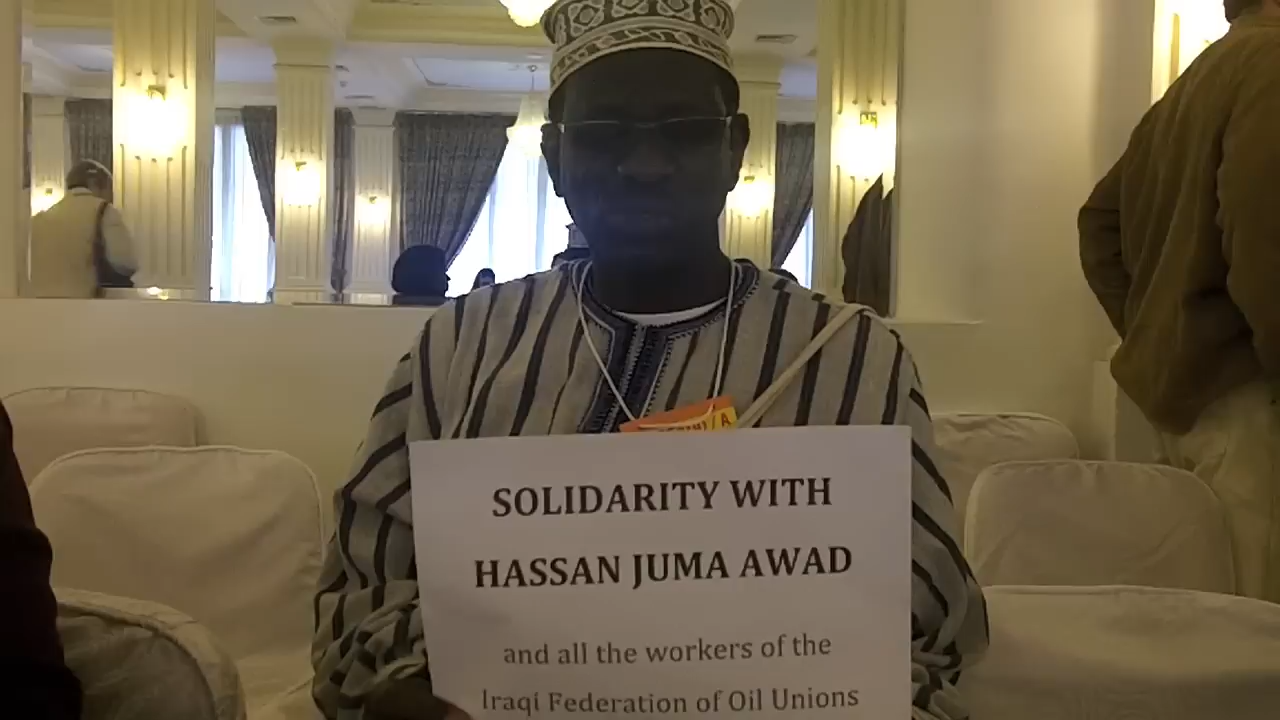 SOLIDARITY WITH
HASSAN JUMA AWAD
and all the workers of the
Iraqi Federation of Oil Unions